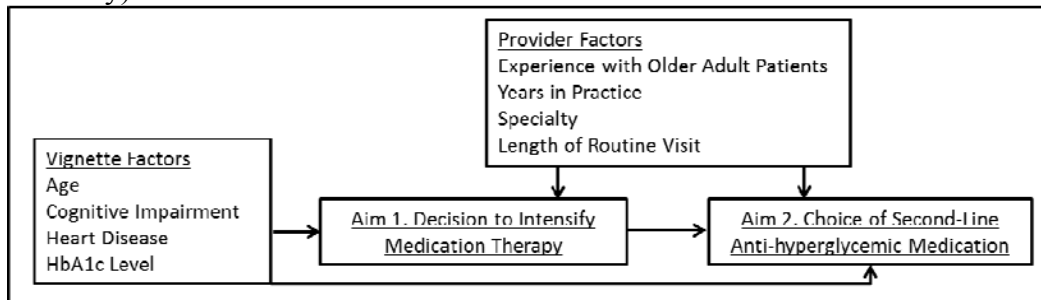 Provider Factors
Experience with Older Adult Patients
Years in Practice
Specialty
Length of Routine Visit
Vignette Factors
Age
Cognitive Impairment
Heart Disease
HbA1c Level
Aim 1. Decision to Intensify
Medication Therapy
Aim 2. Choice of Second-Line
Anti-hyperglycemic Medication